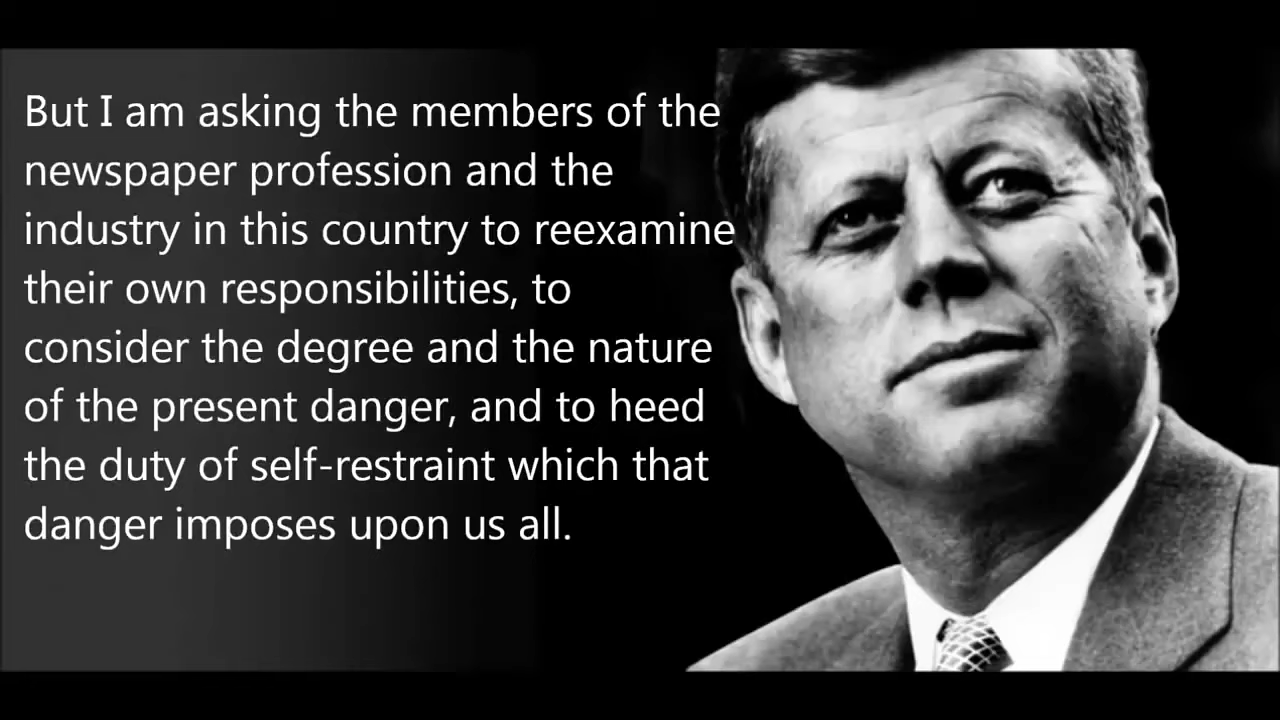 But I am asking the members of the
newspaper profession and the
industry in this country to reexamine
their own responsibilities, to
consider the degree and the nature
of the present danger, and to heed
the duty of self-restraint which that
danger imposes upon us all.